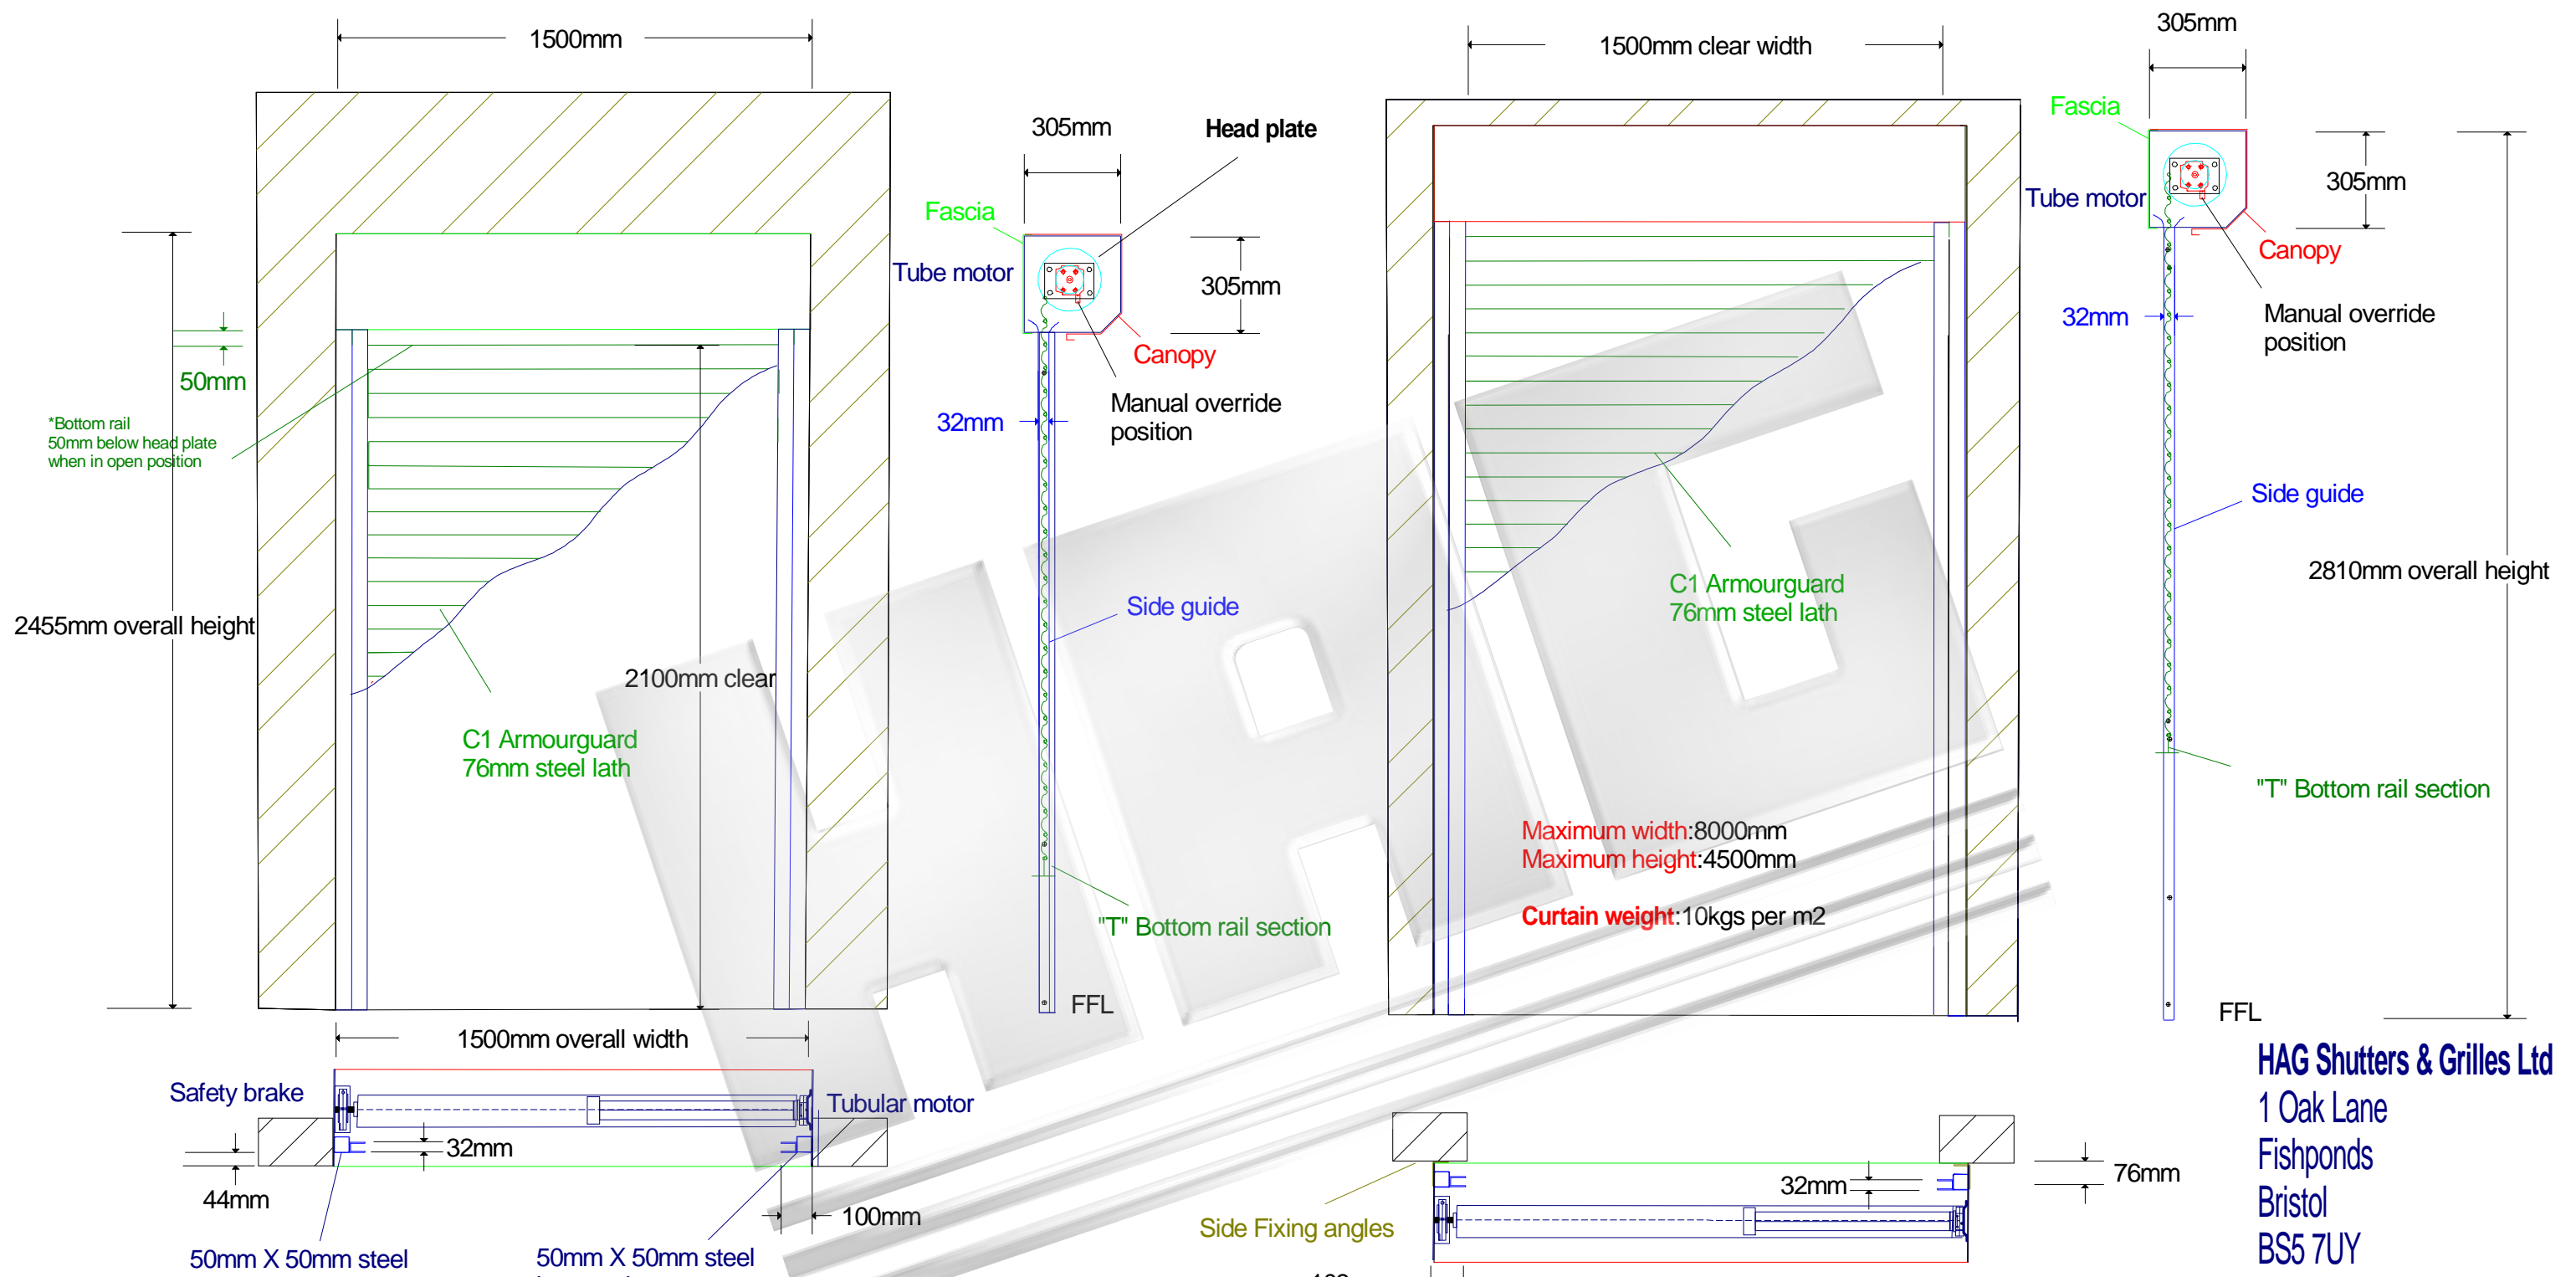 1500mm
1500mm clear width
305mm
305mm
Head plate
Fascia
Tube motor
305mm
Canopy
Manual override
position
32mm
Side guide
"T" Bottom rail section
FFL
50mm
*Bottom rail
50mm below head plate
when in open position
2455mm overall height
2100mm clear
C1 Armourguard
76mm steel lath
1500mm overall width
Safety brake
Tubular motor
32mm
44mm
100mm
50mm X 50mm steel
50mm X 50mm steel
Fascia
Tube motor
305mm
Canopy
Manual override
position
32mm
Side guide
2810mm overall height
"T" Bottom rail section
FFL
C1 Armourguard
76mm steel lath
Maximum width:8000mm
Maximum height:4500mm
Curtain weight:10kgs per m2
Side Fixing angles
32mm
76mm
HAG Shutters & Grilles Ltd
1 Oak Lane
Fishponds
Bristol
BS5 7UY
HAG